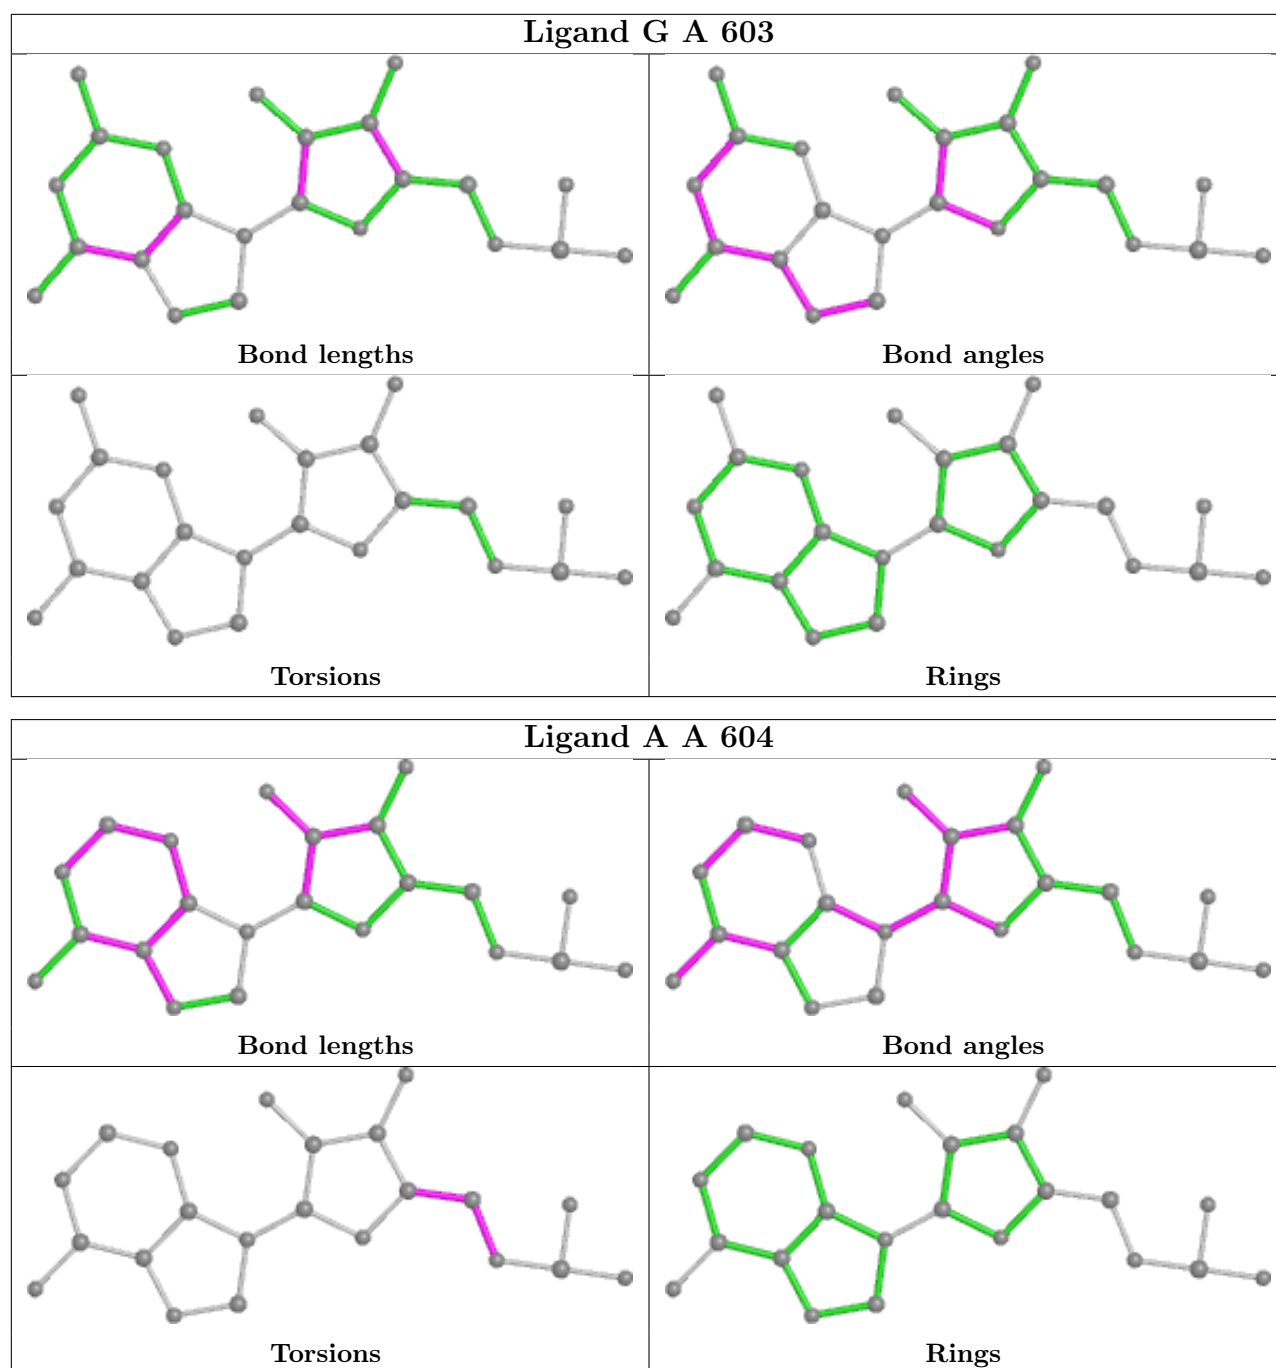 Ligand G A 603
Bond lengths
Bond angles
Torsions
Rings
Ligand A A 604
Bond lengths
Bond angles
Torsions
Rings